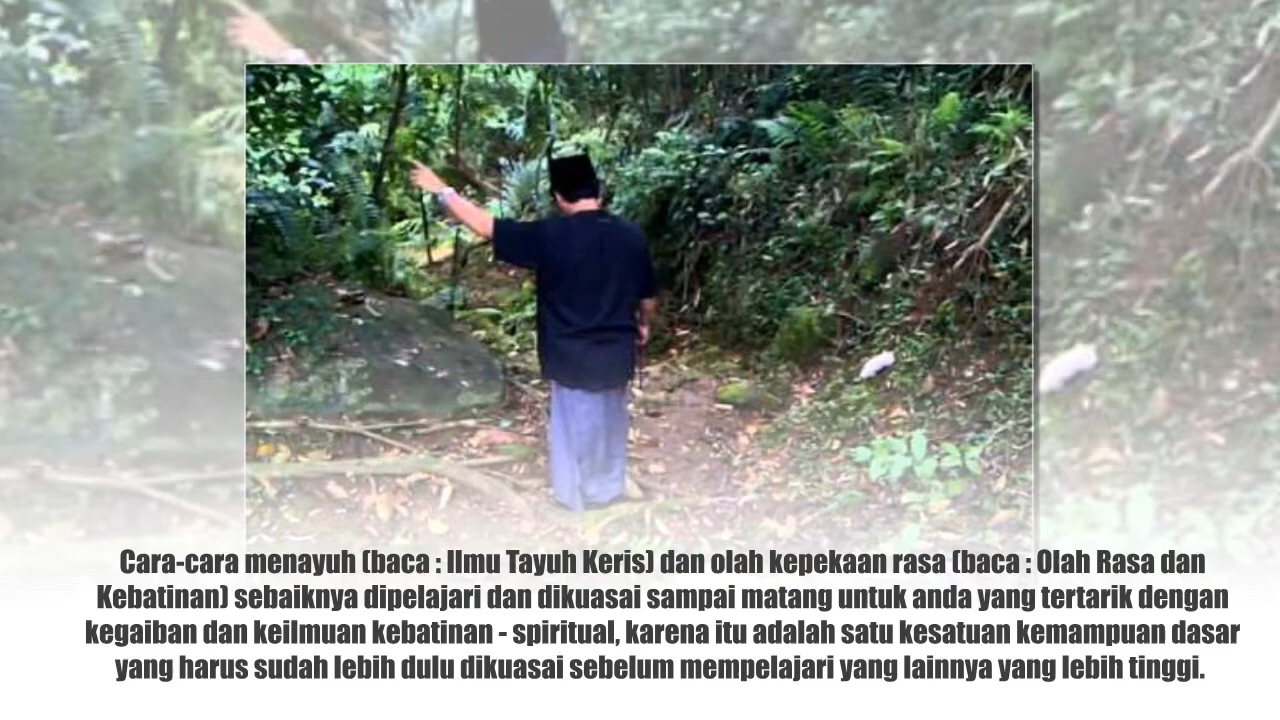 Cara-cara menayuh (baca : Ilmu Tayuh Keris) dan olah kepekaan rasa (baca : Olah Rasa dan
Kebatinan) sebaiknya dipelajari dan dikuasai sampai matang untuk anda yang tertarik dengan
kegaiban dan keilmuan kebatinan - spiritual, karena itu adalah satu kesatuan kemampuan dasar
yang harus sudah lebih dulu dikuasai sebelum mempelajari yang lainnya yang lebih tinggi.